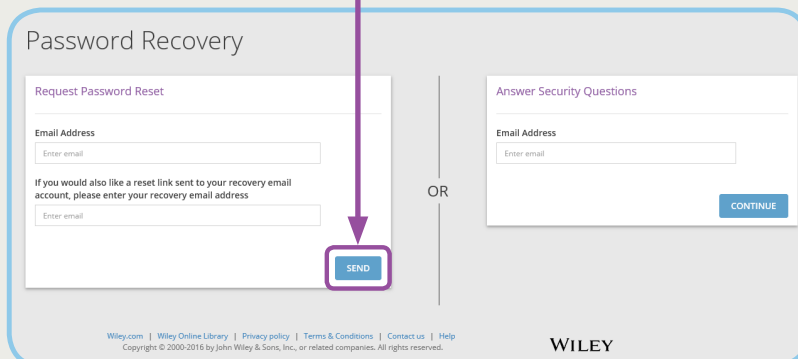 Password Recovery
Request Password Reset
Email Address
Enter email
If you would also like a reset link sent to your recovery email
account, please enter your recovery email address
Enter email
SEND
OR
Answer Security Questions
Email Address
Enter email
CONTINUE
Wiley.com | Wiley Online Library | Privacy policy | Terms & Conditions | Contact us | Help
Copyright © 2000-2016 by John Wiley & Sons, Inc., or related companies. All rights reserved.
WILEY